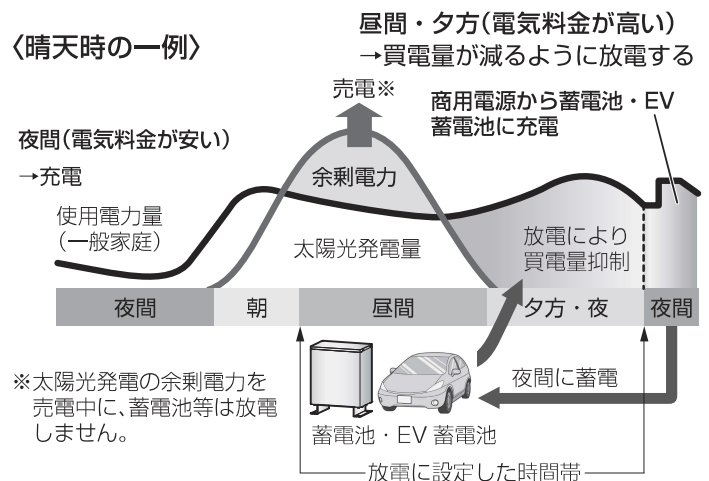 〈晴天時の一例〉
昼間・夕方(電気料金が高い)
→買電量が減るように放電する
売電※
商用電源から蓄電池・EV
蓄電池に充電
夜間(電気料金が安い)
→充電
余剰電力
使用電力量
(一般家庭)
太陽光発電量
放電により
買電量抑制
夜間
朝
昼間
夕方・夜
夜間
※太陽光発電の余剰電力を
売電中に、蓄電池等は放電
しません。
夜間に蓄電
蓄電池・EV 蓄電池
放電に設定した時間帯